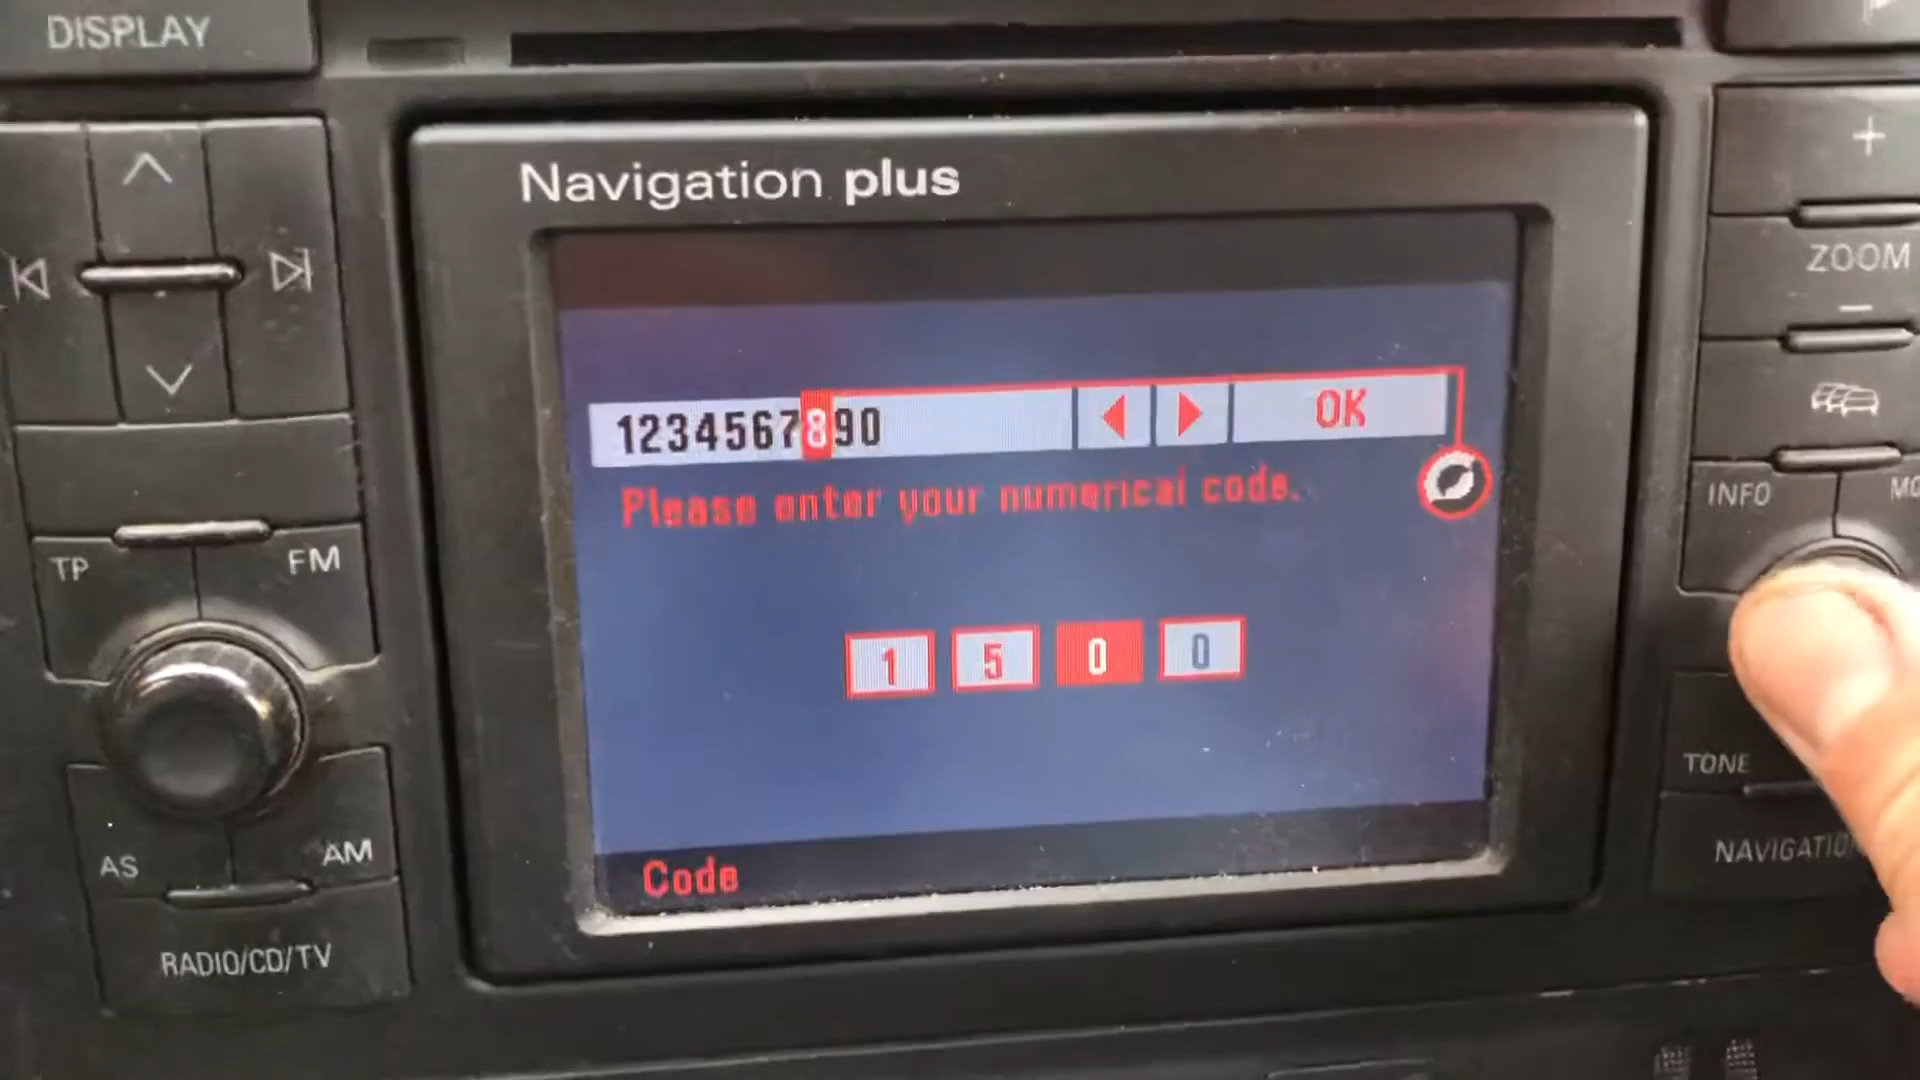 DISPLAY
Navigation plus
+
ZOOM
−
1234567890
OK
Please enter your numerical code.
INFO
TP
FM
1 5 0 0
TONE
AS
AM
NAVIGATIO
Code
RADIO/CD/TV